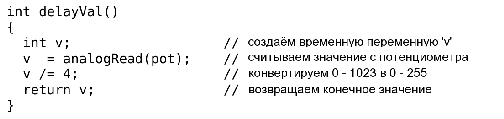 int delayVal()
{
int v; // создаём временную переменную 'v'
v = analogRead(pot); // считываем значение с потенциометра
v /= 4; // конвертируем 0 - 1023 в 0 - 255
return v; // возвращаем конечное значение
}